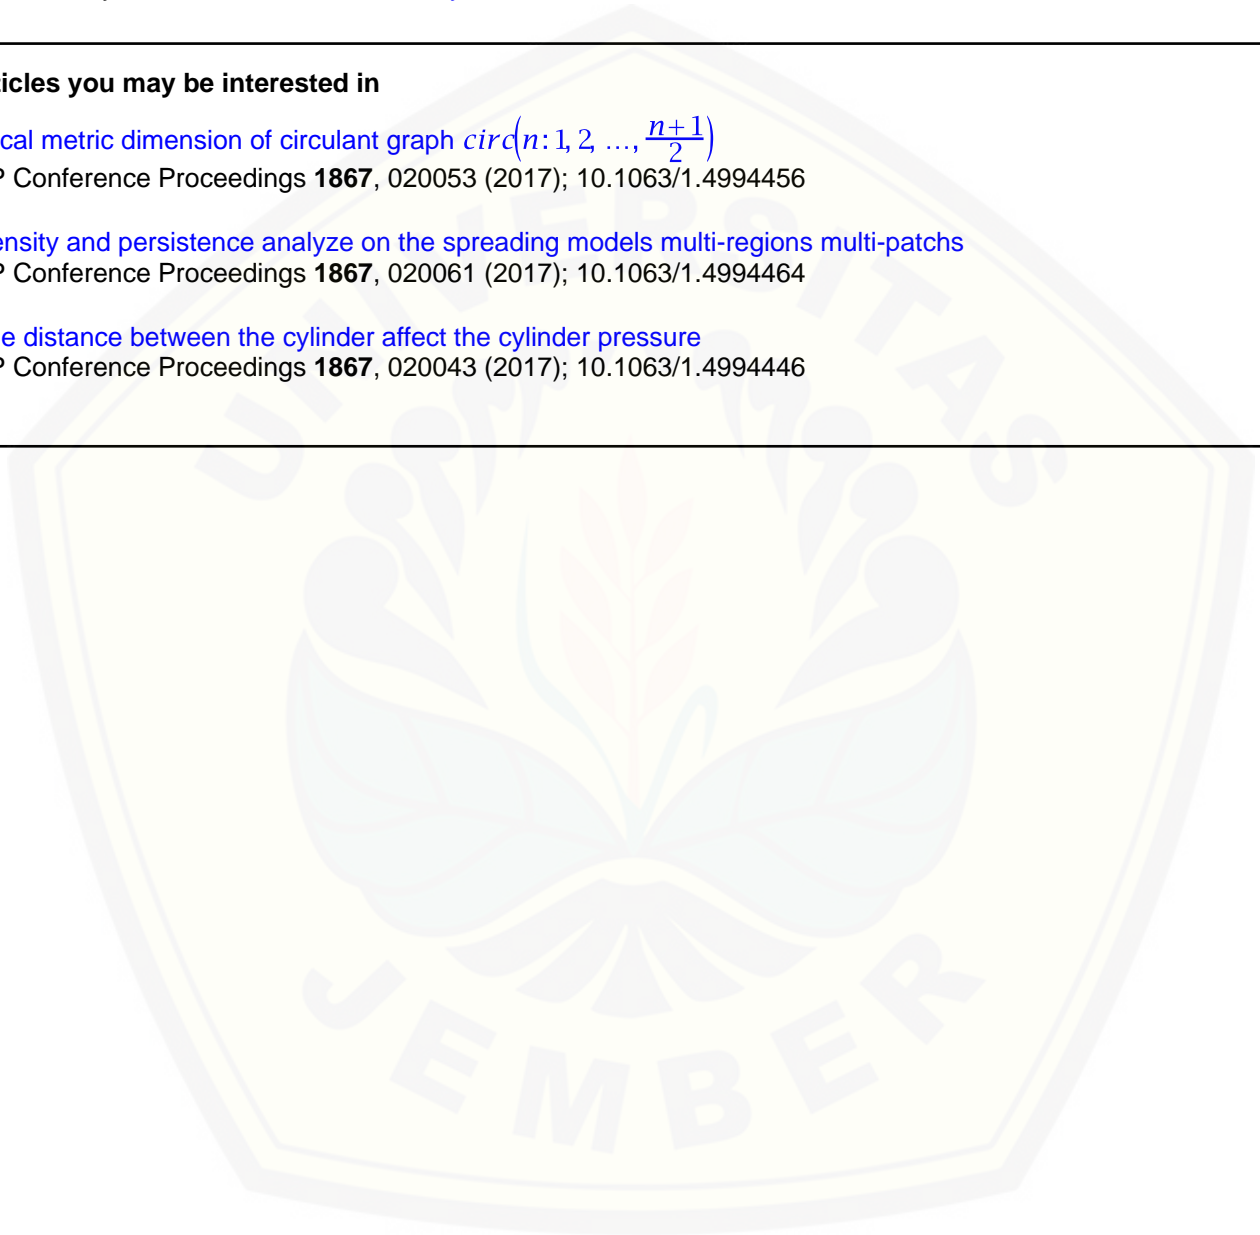 ticles you may be interested in
cal metric dimension of circulant graph circ(n: 1, 2, ..., \frac{n+1}{2})
P Conference Proceedings 1867, 020053 (2017); 10.1063/1.4994456
ensity and persistence analyze on the spreading models multi-regions multi-patchs
P Conference Proceedings 1867, 020061 (2017); 10.1063/1.4994464
e distance between the cylinder affect the cylinder pressure
P Conference Proceedings 1867, 020043 (2017); 10.1063/1.4994446
UNIVERSITAS
JEMBER